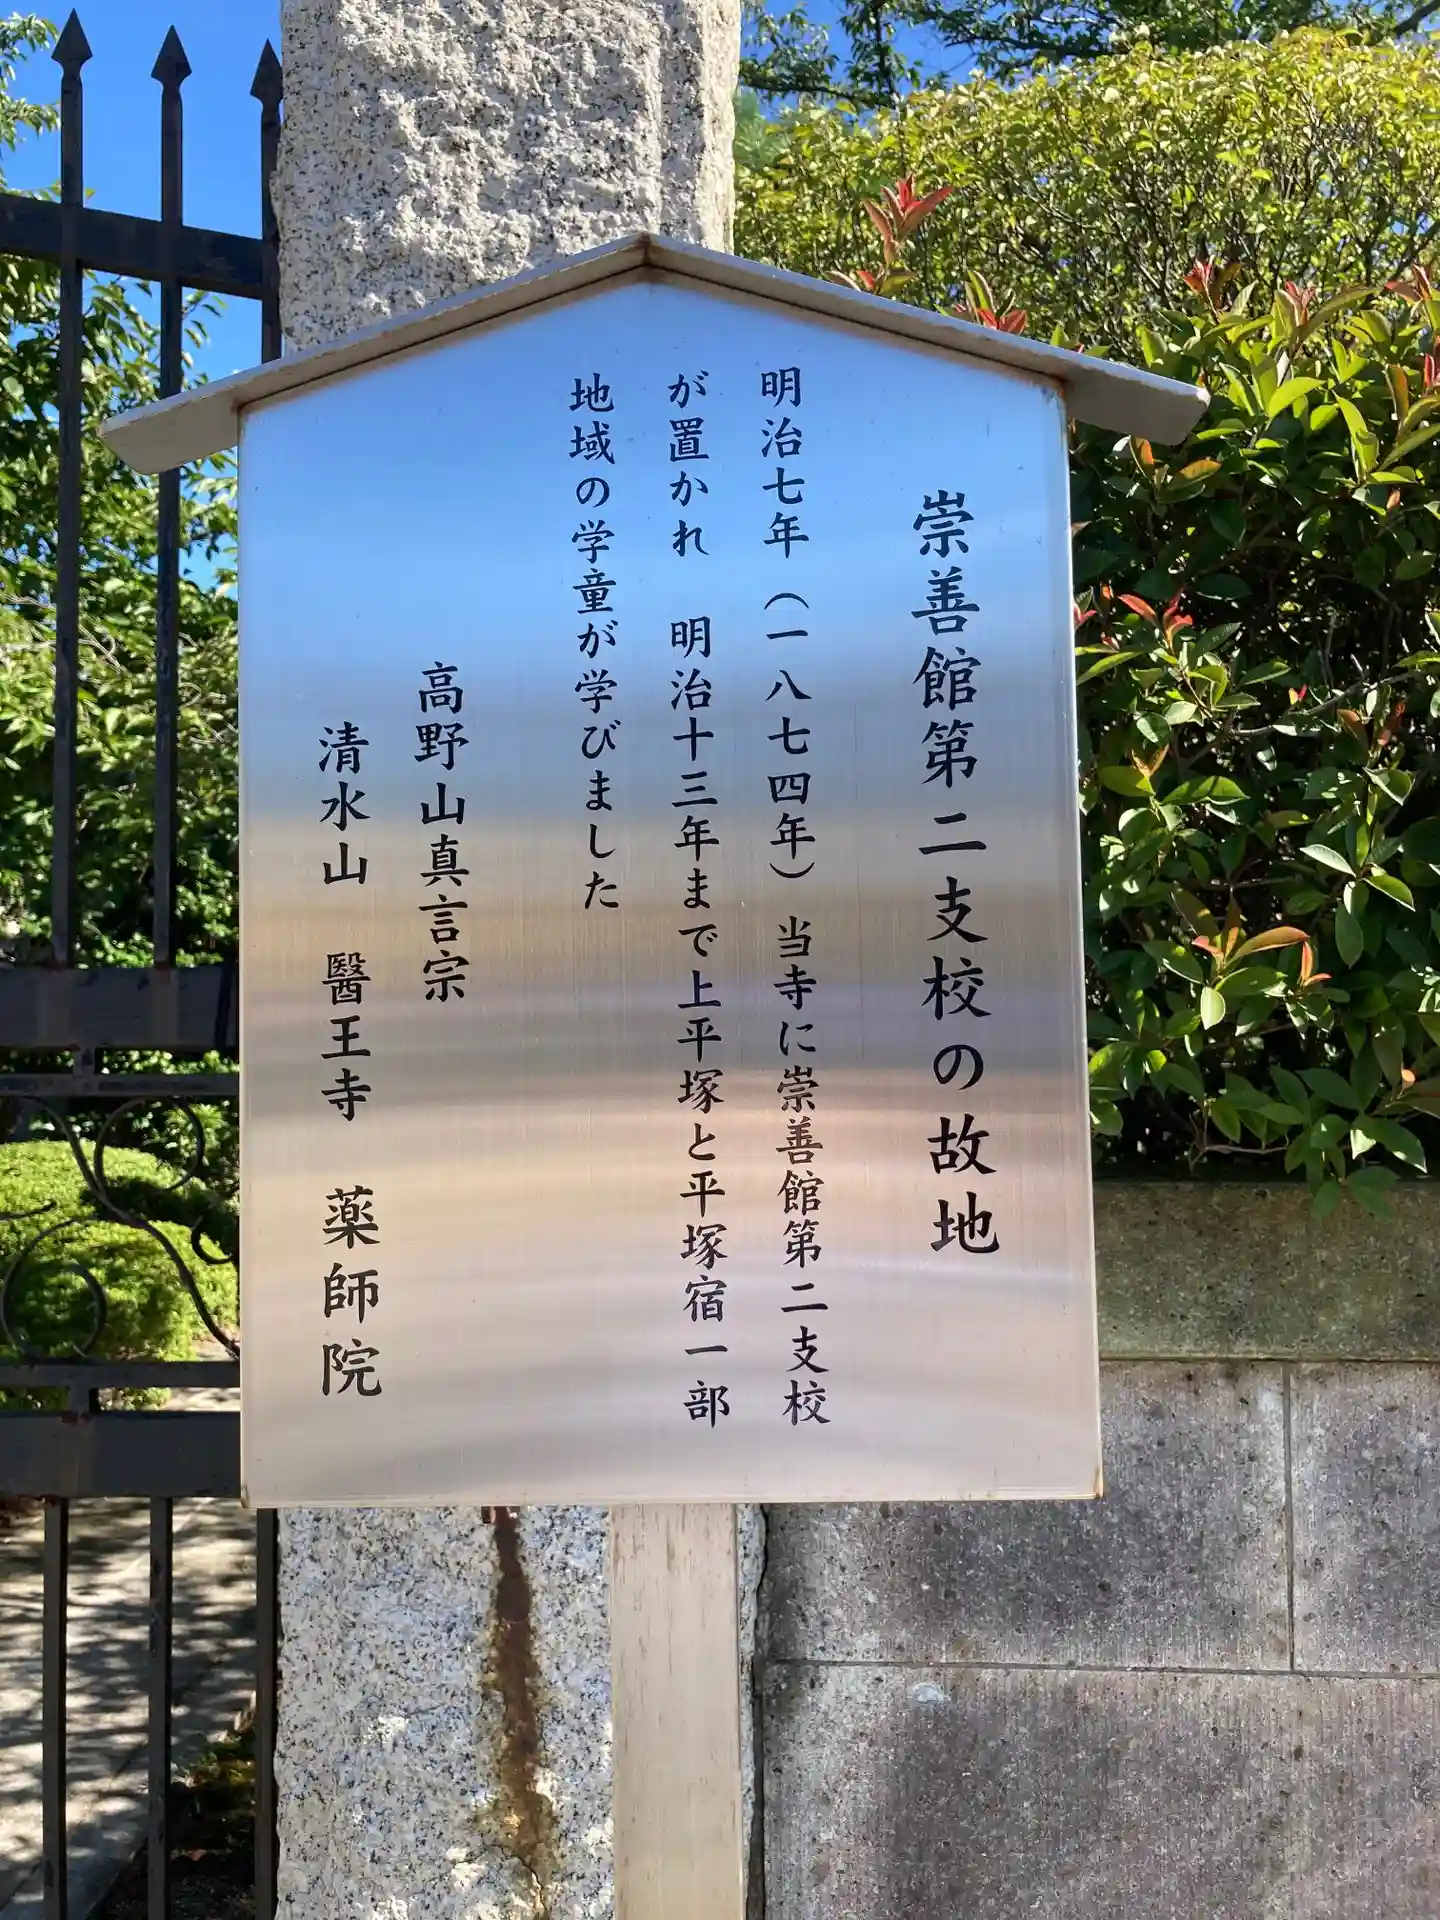 崇善館第二支校の故地
明治七年（一八七四年）当寺に崇善館第二支校
が置かれ　明治十三年まで上平塚と平塚宿一部
地域の学童が学びました
高野山真言宗
清水山　醫王寺　薬師院